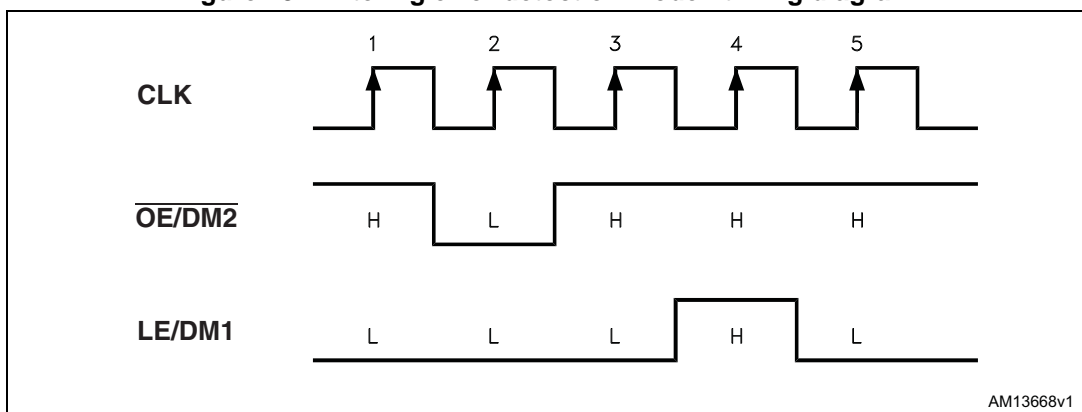 1 2 3 4 5
CLK
OE/DM2 H L H H H
LE/DM1 L L L H L
AM13668v1